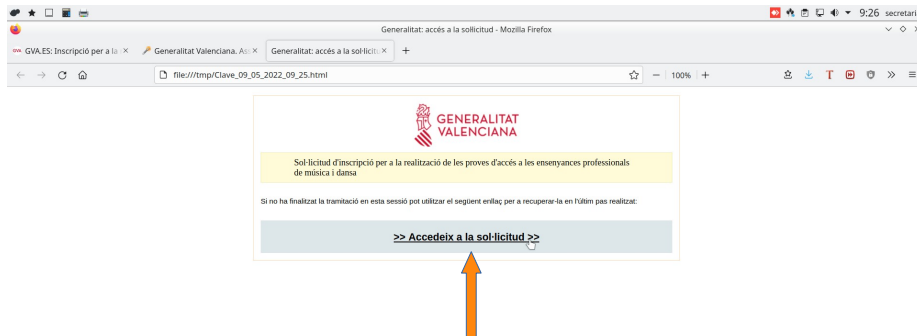 9:26 secretari
Generalitat: accés a la sol·licitud - Mozilla Firefox
GVA.ES: Inscripció per a la
Generalitat Valenciana. Ass
Generalitat: accés a la sol·licitu
file:///tmp/Clave_09_05_2022_09_25.html
100%
GENERALITAT
VALENCIANA
Sol·licitud d'inscripció per a la realització de les proves d'accés a les ensenyances professionals
de música i dansa
Si no ha finalitzat la tramitació en esta sessió pot utilitzar el següent enllaç per a recuperar-la en l'últim pas realitzat:
>> Accedeix a la sol·licitud >>